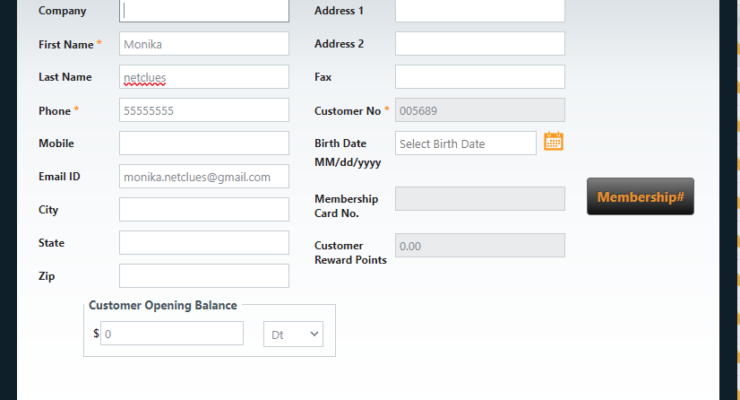 Company
Address 1
First Name * Monika
Address 2
Last Name netclues
Fax
Phone * 55555555
Customer No * 005689
Mobile
Birth Date Select Birth Date
MM/dd/yyyy
Email ID monika.netclues@gmail.com
Membership
Card No.
Membership#
City
State
Customer
Reward Points 0.00
Zip
Customer Opening Balance
$ 0 Dt